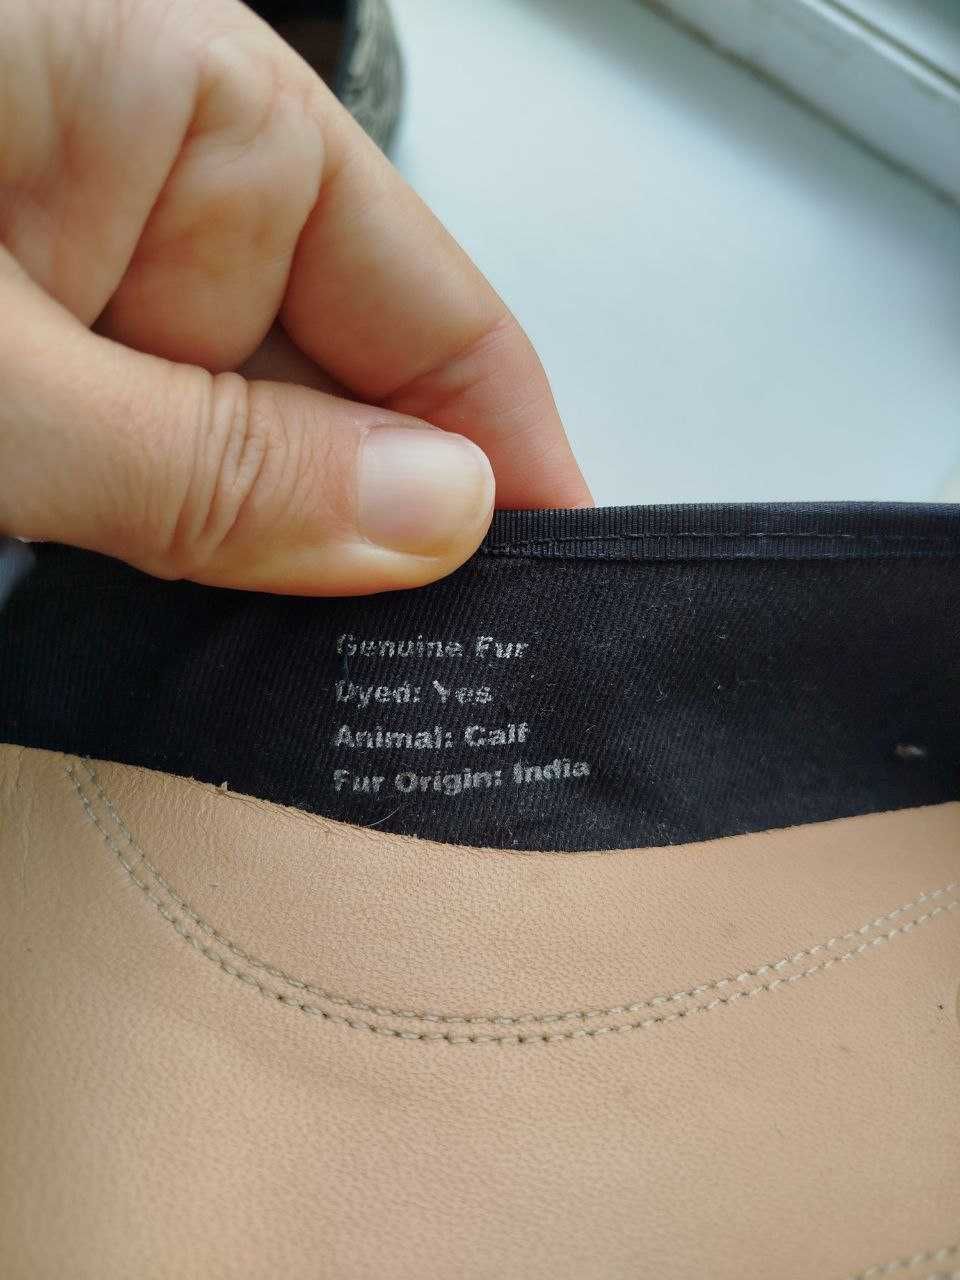 Genuine Fur
Dyed: Yes
Animal: Calf
Fur Origin: India